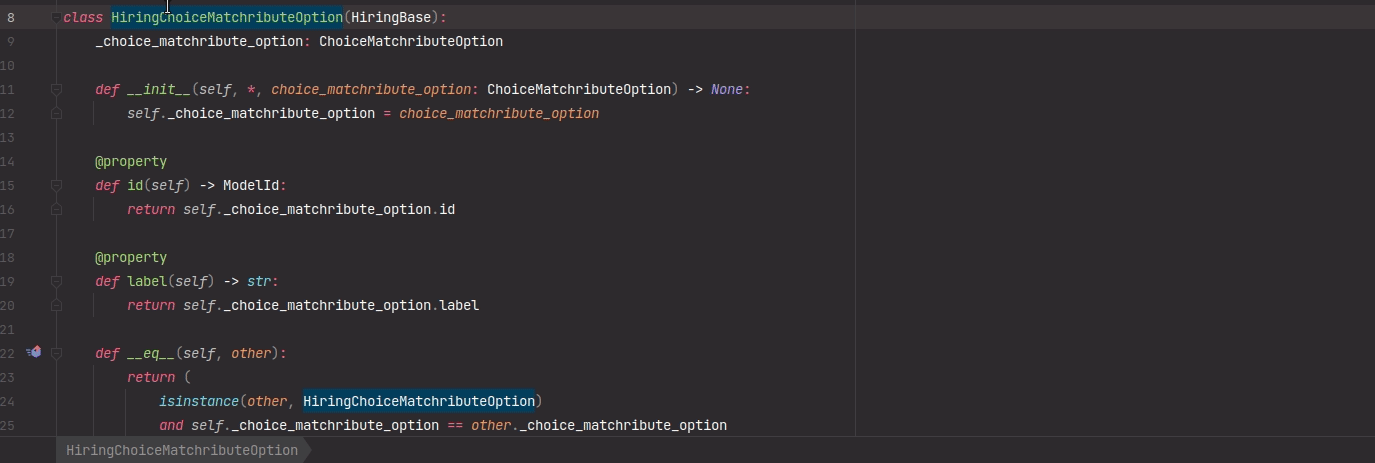 8 class HiringChoiceMatchributeOption(HiringBase):
9 _choice_matchribute_option: ChoiceMatchributeOption
10
11 def __init__(self, *, choice_matchribute_option: ChoiceMatchributeOption) -> None:
12 self._choice_matchribute_option = choice_matchribute_option
13
14 @property
15 def id(self) -> ModelId:
16 return self._choice_matchribute_option.id
17
18 @property
19 def label(self) -> str:
20 return self._choice_matchribute_option.label
21
22 def __eq__(self, other):
23 return (
24 isinstance(other, HiringChoiceMatchributeOption)
25 and self._choice_matchribute_option == other._choice_matchribute_option
HiringChoiceMatchributeOption